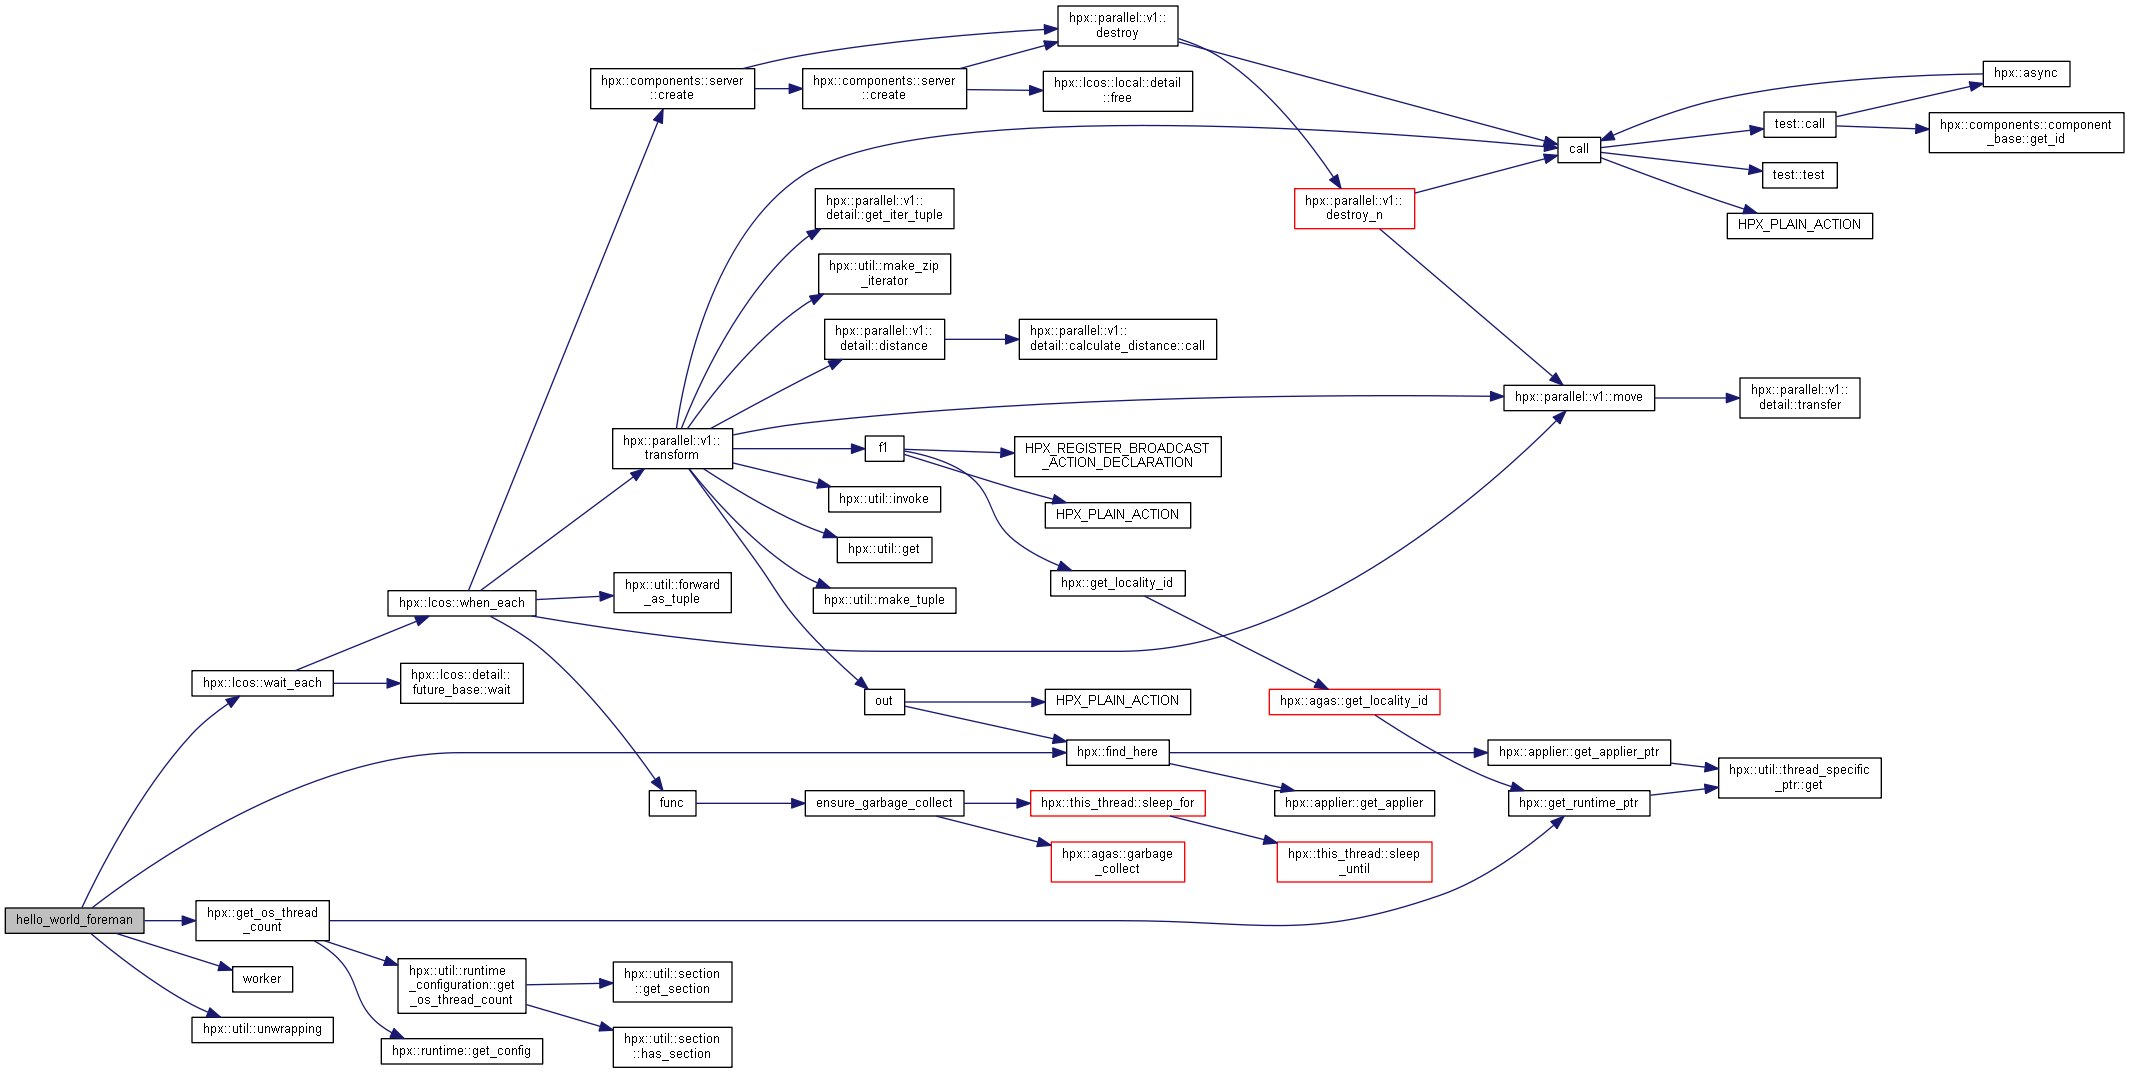 hello_world_foreman
hpx::lcos::wait_each
hpx::get_os_thread
_count
worker
hpx::util::unwrapping
hpx::lcos::when_each
hpx::lcos::detail::
future_base::wait
hpx::util::runtime
_configuration::get
_os_thread_count
hpx::runtime::get_config
hpx::components::server
::create
hpx::parallel::v1::
transform
hpx::util::forward
_as_tuple
func
hpx::util::section
::get_section
hpx::util::section
::has_section
hpx::components::server
::create
hpx::parallel::v1::
detail::get_iter_tuple
hpx::util::make_zip
_iterator
hpx::parallel::v1::
detail::distance
f1
hpx::util::invoke
hpx::util::get
hpx::util::make_tuple
out
ensure_garbage_collect
hpx::parallel::v1::
destroy
hpx::lcos::local::detail
::free
hpx::parallel::v1::
detail::calculate_distance::call
HPX_REGISTER_BROADCAST
_ACTION_DECLARATION
HPX_PLAIN_ACTION
hpx::get_locality_id
HPX_PLAIN_ACTION
hpx::find_here
hpx::this_thread::sleep_for
hpx::agas::garbage
_collect
hpx::parallel::v1::
destroy_n
hpx::agas::get_locality_id
hpx::applier::get_applier
hpx::this_thread::sleep
_until
call
hpx::parallel::v1::move
hpx::applier::get_applier_ptr
hpx::get_runtime_ptr
test::call
test::test
HPX_PLAIN_ACTION
hpx::parallel::v1::
detail::transfer
hpx::util::thread_specific
_ptr::get
hpx::async
hpx::components::component
_base::get_id